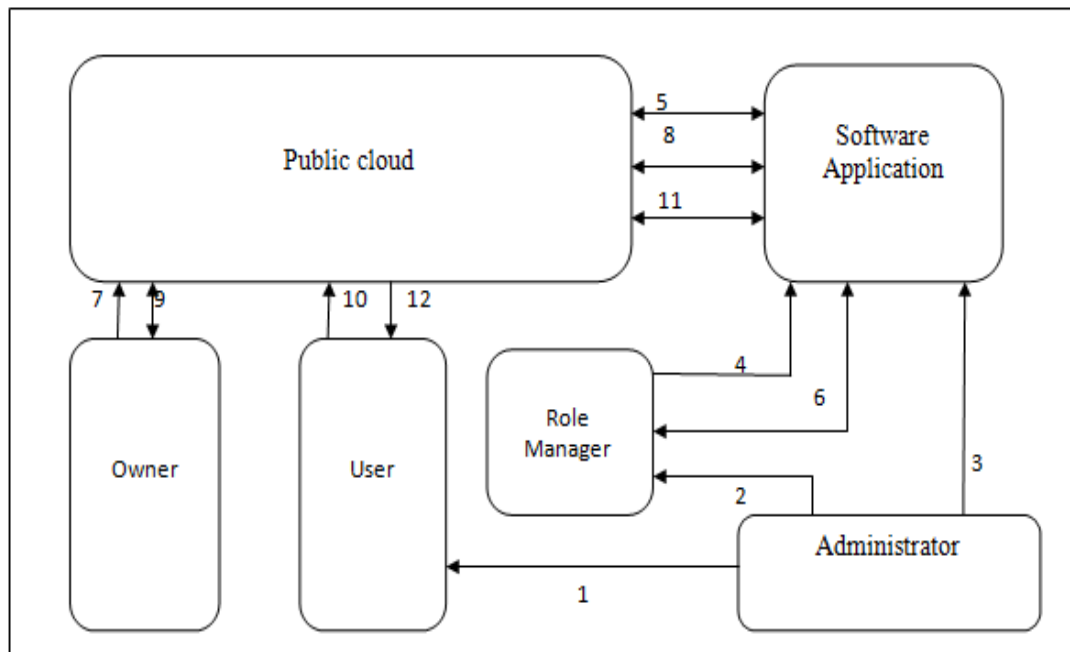 Public cloud
5
8
11
Software
Application
7
9
10
12
4
6
3
Role
Manager
Owner
User
2
Administrator
1